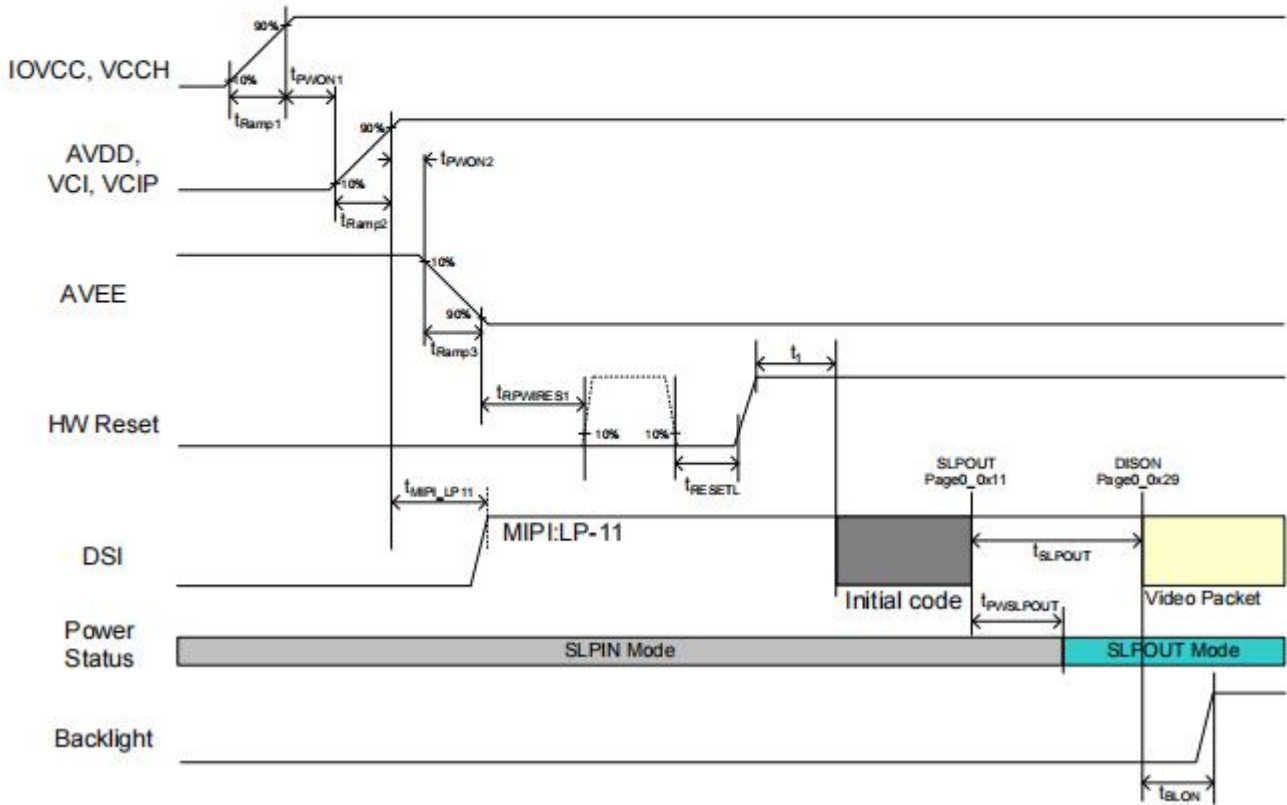 90%
IOVCC, VCCH
10%
tPWON1
tRamp1
90%
AVDD,
VCI, VCIP
tPWON2
10%
tRamp2
10%
AVEE
90%
tRamp3
t1
tRPWIRES1
HW Reset
10% 10%
tRESETL
SLPOUT
Page0_0x11
DISON
Page0_0x29
tMIPI_LP11
MIPI:LP-11
DSI
tSLPOUT
Initial code
tPWSLPOUT
Video Packet
Power
Status
SLPIN Mode
SLPOUT Mode
Backlight
tBLON